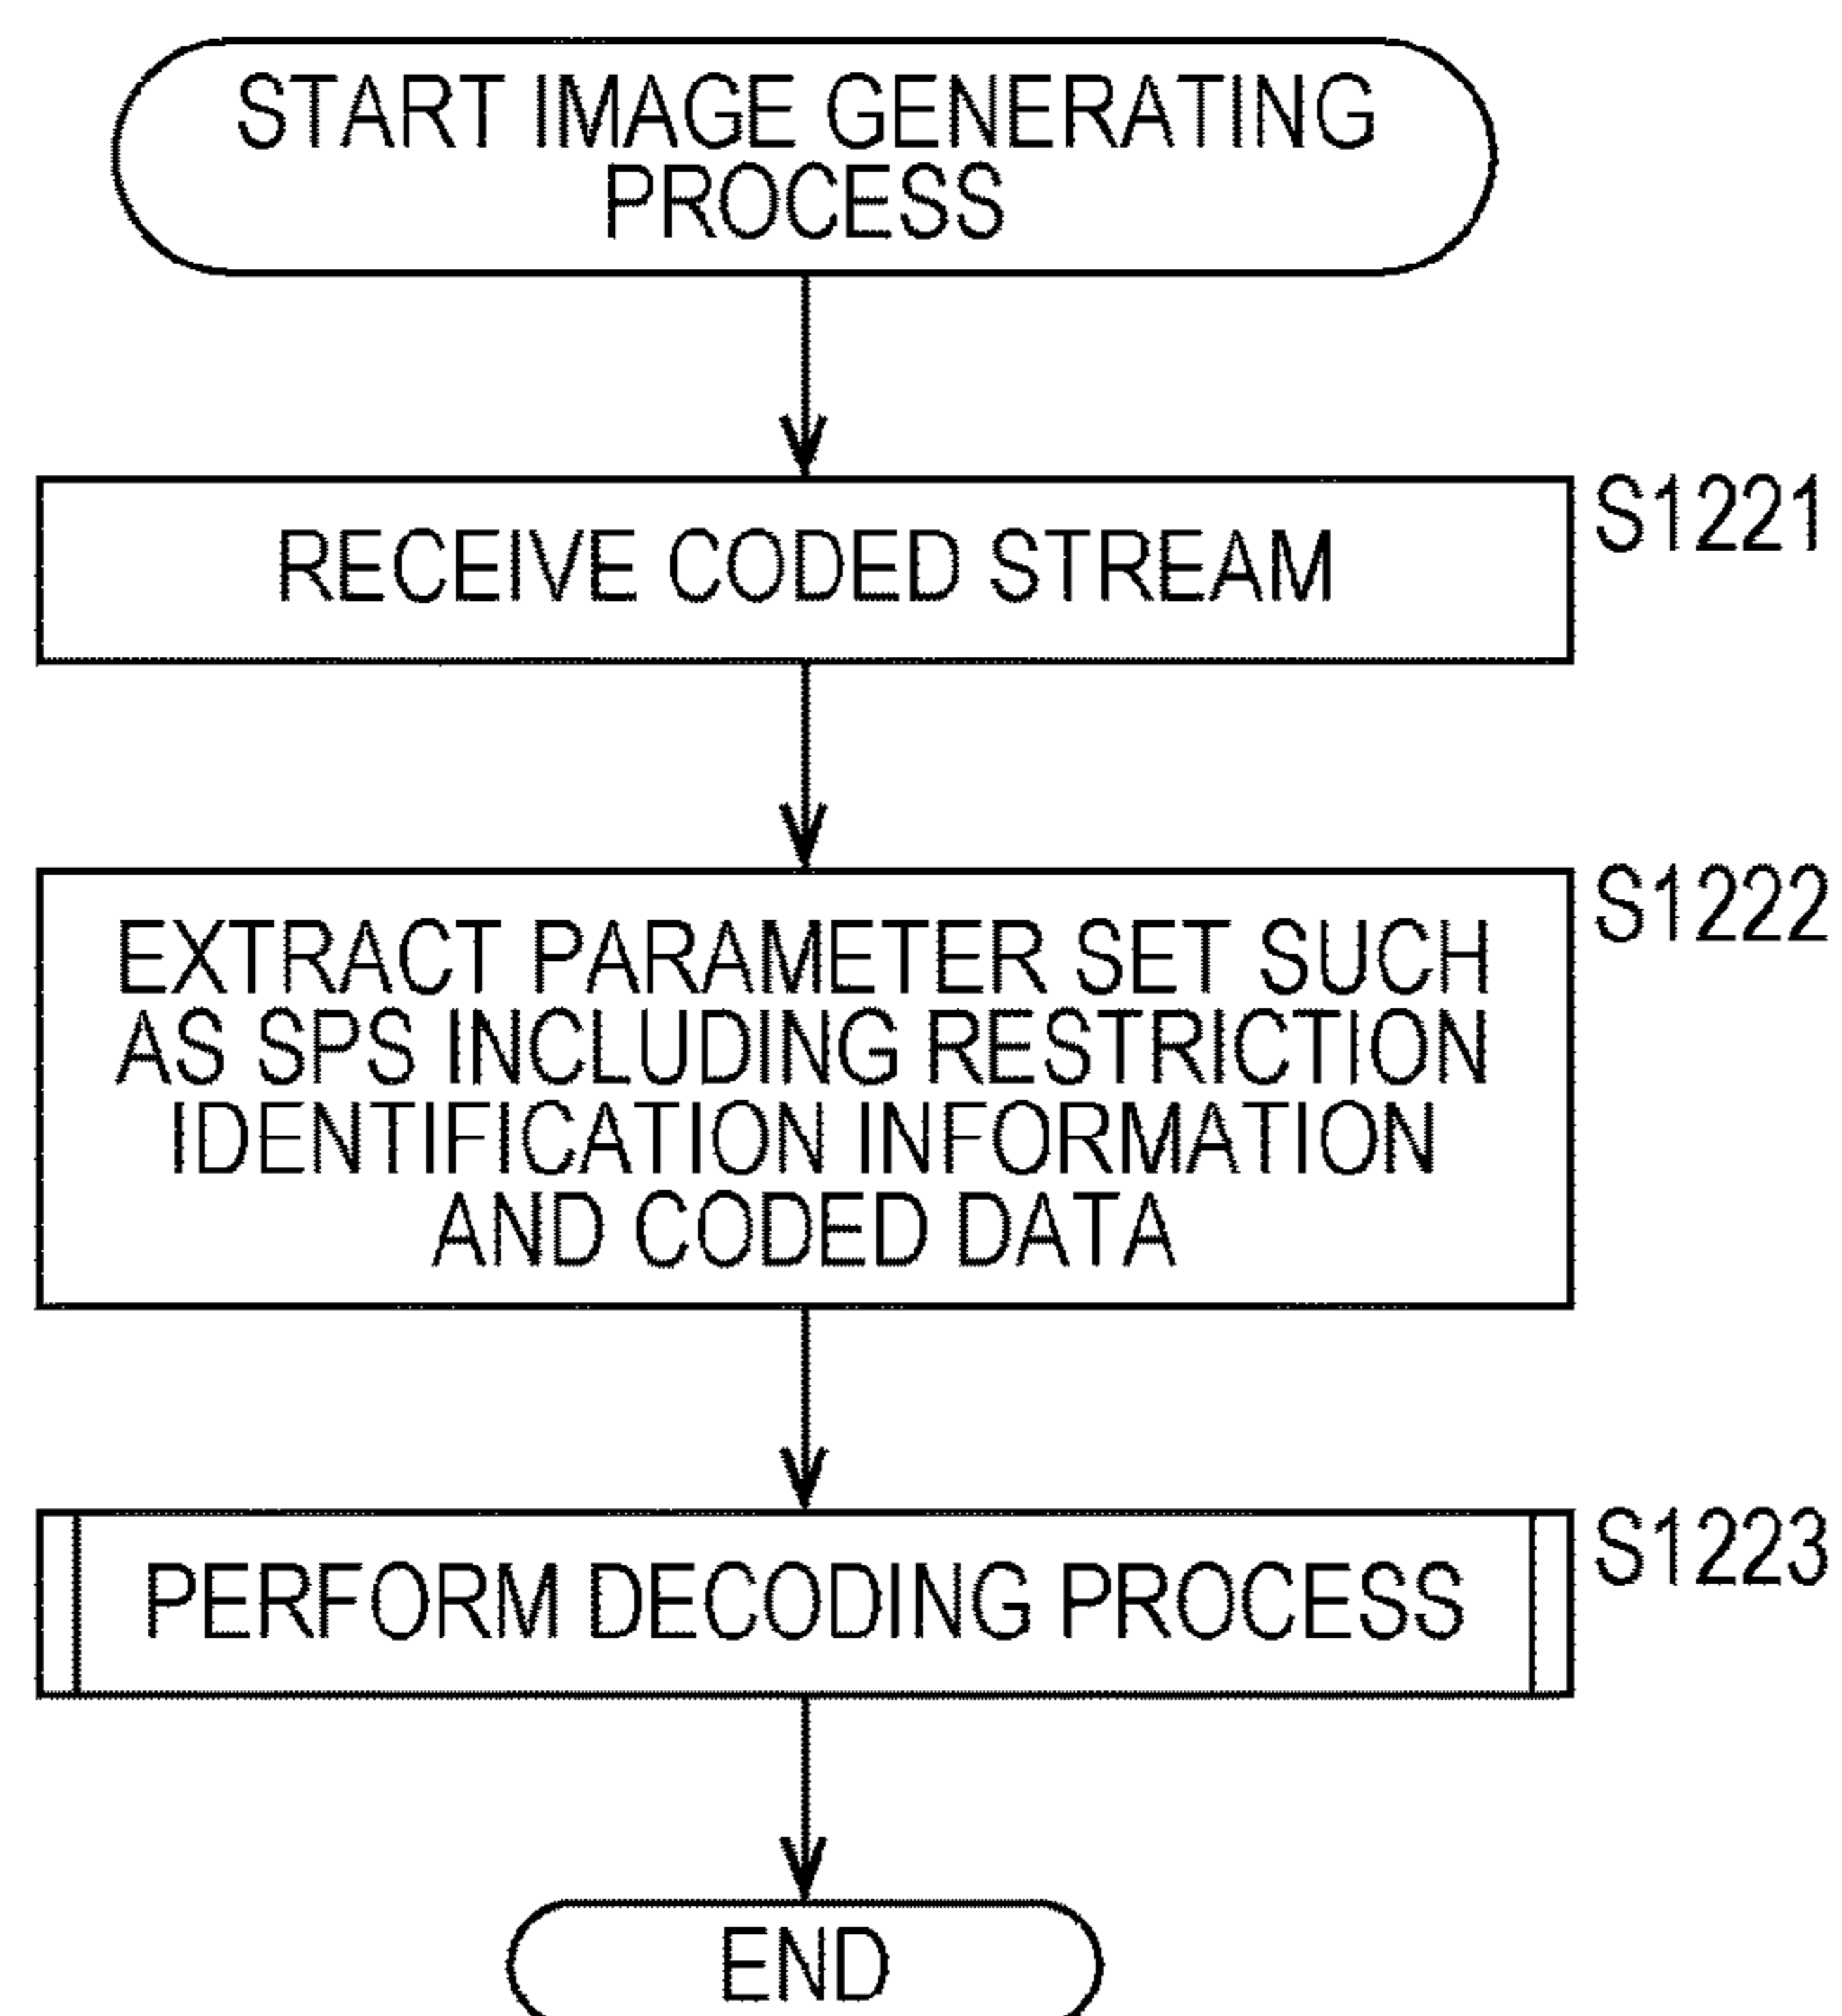 START IMAGE GENERATING
PROCESS
RECEIVE CODED STREAM
S1221
EXTRACT PARAMETER SET SUCH
AS SPS INCLUDING RESTRICTION
IDENTIFICATION INFORMATION
AND CODED DATA
S1222
PERFORM DECODING PROCESS
S1223
END